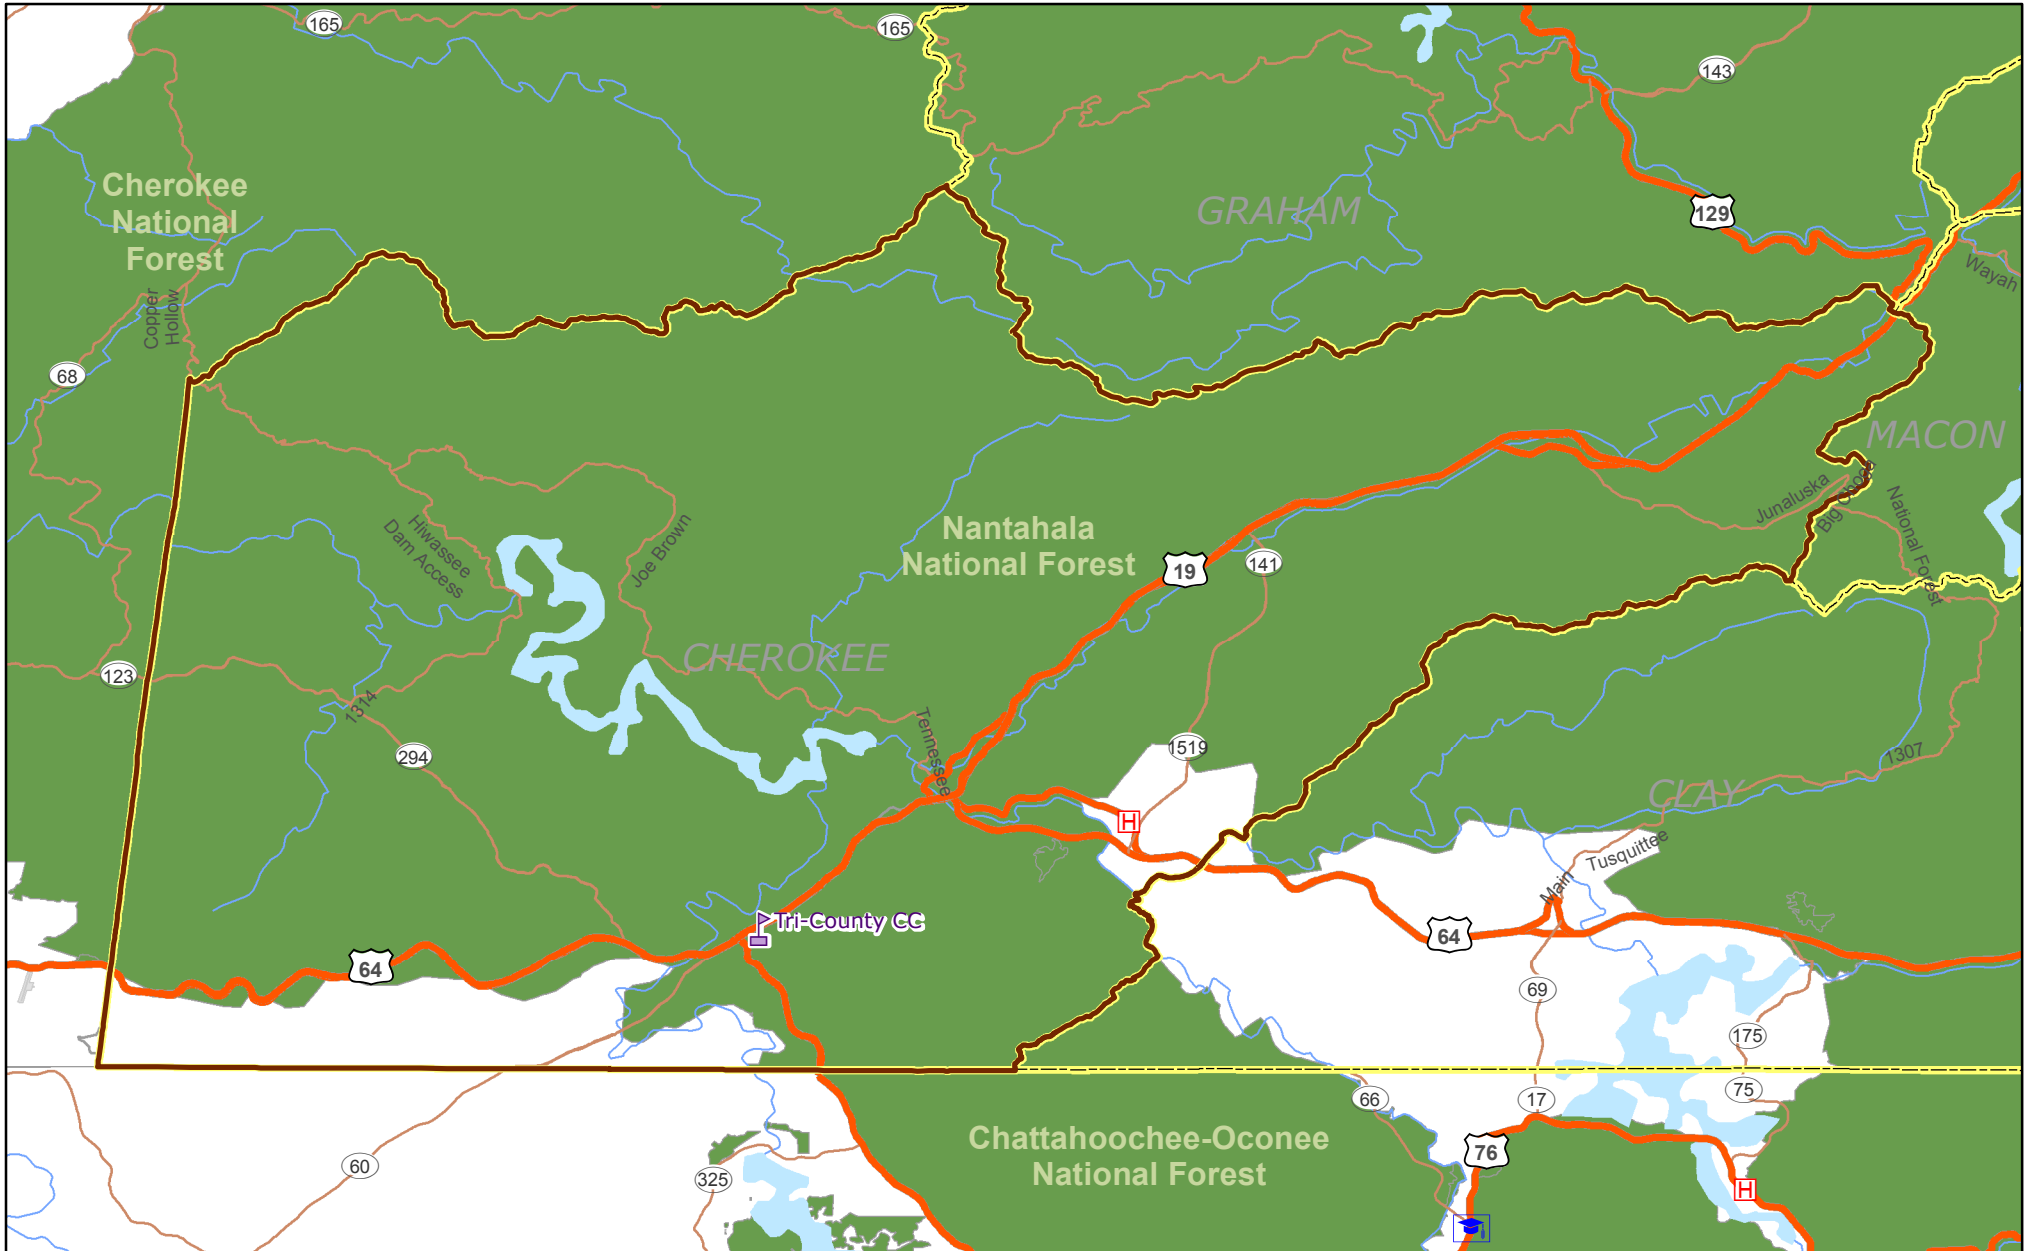 165
165
143
Cherokee
National
Forest
GRAHAM
129
Wayah
Copper
Hollow
68
MACON
Junaluska
Big Choga
National Forest
Hiwassee
Dam Access
Joe Brown
Nantahala
National Forest
19
141
CHEROKEE
123
1314
294
Tennessee
1519
1307
CLAY
H
Tusquittee
Main
Tri-County CC
64
64
69
175
66
17
75
Chattahoochee-Oconee
National Forest
76
60
325
H